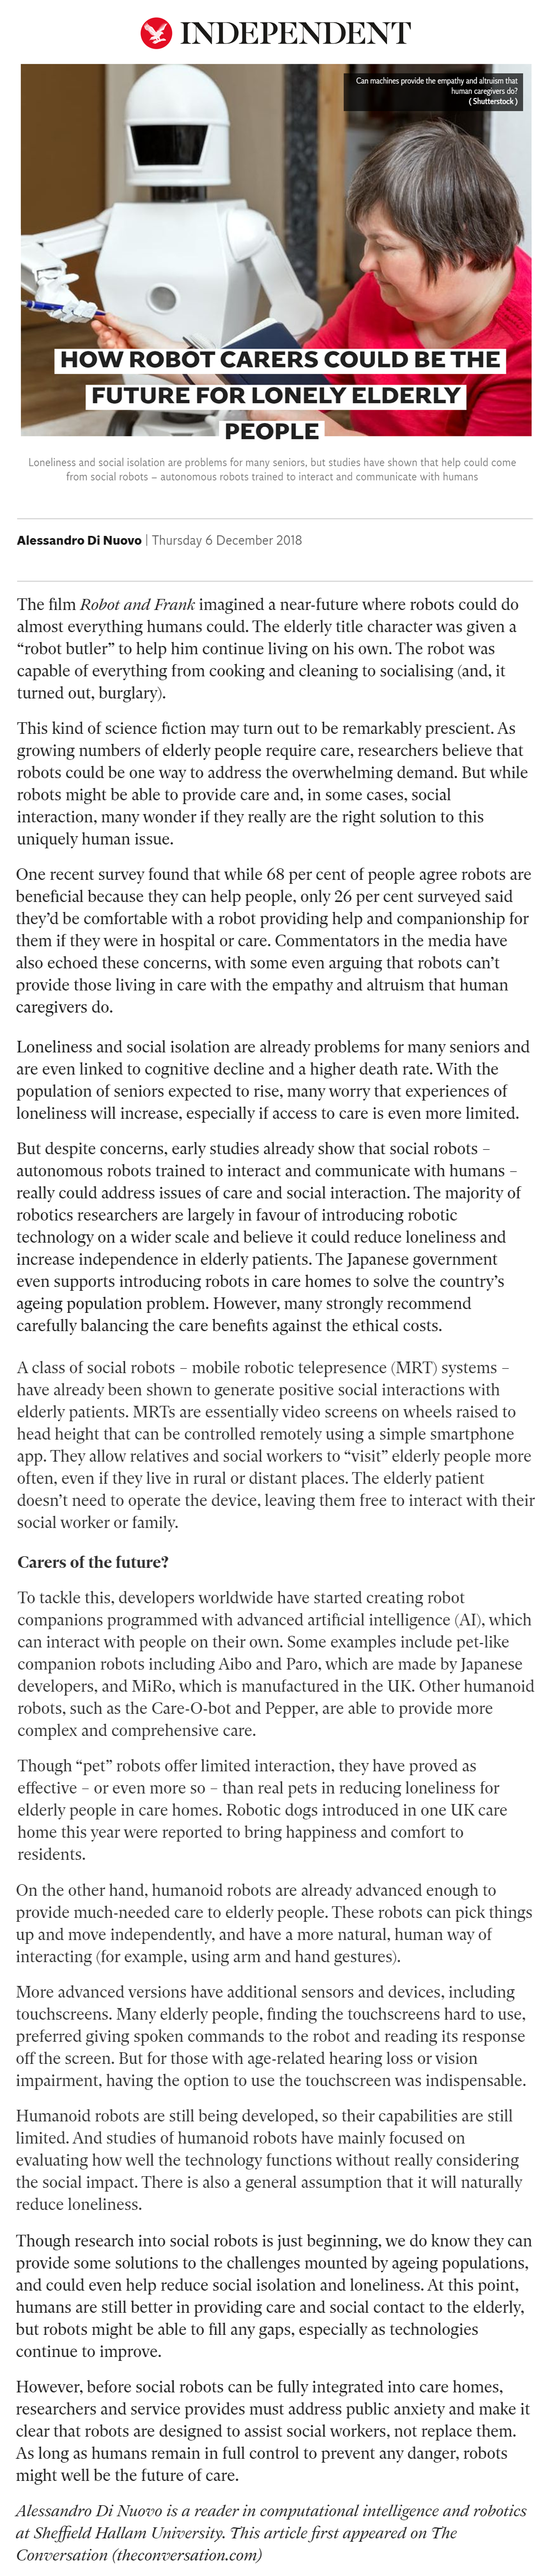 INDEPENDENT
Can machines provide the empathy and altruism that
human caregivers do?
( Shutterstock )
HOW ROBOT CARERS COULD BE THE
FUTURE FOR LONELY ELDERLY
PEOPLE
Loneliness and social isolation are problems for many seniors, but studies have shown that help could come
from social robots – autonomous robots trained to interact and communicate with humans
Alessandro Di Nuovo | Thursday 6 December 2018
The film Robot and Frank imagined a near-future where robots could do
almost everything humans could. The elderly title character was given a
“robot butler” to help him continue living on his own. The robot was
capable of everything from cooking and cleaning to socialising (and, it
turned out, burglary).
This kind of science fiction may turn out to be remarkably prescient. As
growing numbers of elderly people require care, researchers believe that
robots could be one way to address the overwhelming demand. But while
robots might be able to provide care and, in some cases, social
interaction, many wonder if they really are the right solution to this
uniquely human issue.
One recent survey found that while 68 per cent of people agree robots are
beneficial because they can help people, only 26 per cent surveyed said
they’d be comfortable with a robot providing help and companionship for
them if they were in hospital or care. Commentators in the media have
also echoed these concerns, with some even arguing that robots can’t
provide those living in care with the empathy and altruism that human
caregivers do.
Loneliness and social isolation are already problems for many seniors and
are even linked to cognitive decline and a higher death rate. With the
population of seniors expected to rise, many worry that experiences of
loneliness will increase, especially if access to care is even more limited.
But despite concerns, early studies already show that social robots –
autonomous robots trained to interact and communicate with humans –
really could address issues of care and social interaction. The majority of
robotics researchers are largely in favour of introducing robotic
technology on a wider scale and believe it could reduce loneliness and
increase independence in elderly patients. The Japanese government
even supports introducing robots in care homes to solve the country’s
ageing population problem. However, many strongly recommend
carefully balancing the care benefits against the ethical costs.
A class of social robots – mobile robotic telepresence (MRT) systems –
have already been shown to generate positive social interactions with
elderly patients. MRTs are essentially video screens on wheels raised to
head height that can be controlled remotely using a simple smartphone
app. They allow relatives and social workers to “visit” elderly people more
often, even if they live in rural or distant places. The elderly patient
doesn’t need to operate the device, leaving them free to interact with their
social worker or family.
Carers of the future?
To tackle this, developers worldwide have started creating robot
companions programmed with advanced artificial intelligence (AI), which
can interact with people on their own. Some examples include pet-like
companion robots including Aibo and Paro, which are made by Japanese
developers, and MiRo, which is manufactured in the UK. Other humanoid
robots, such as the Care-O-bot and Pepper, are able to provide more
complex and comprehensive care.
Though “pet” robots offer limited interaction, they have proved as
effective – or even more so – than real pets in reducing loneliness for
elderly people in care homes. Robotic dogs introduced in one UK care
home this year were reported to bring happiness and comfort to
residents.
On the other hand, humanoid robots are already advanced enough to
provide much-needed care to elderly people. These robots can pick things
up and move independently, and have a more natural, human way of
interacting (for example, using arm and hand gestures).
More advanced versions have additional sensors and devices, including
touchscreens. Many elderly people, finding the touchscreens hard to use,
preferred giving spoken commands to the robot and reading its response
off the screen. But for those with age-related hearing loss or vision
impairment, having the option to use the touchscreen was indispensable.
Humanoid robots are still being developed, so their capabilities are still
limited. And studies of humanoid robots have mainly focused on
evaluating how well the technology functions without really considering
the social impact. There is also a general assumption that it will naturally
reduce loneliness.
Though research into social robots is just beginning, we do know they can
provide some solutions to the challenges mounted by ageing populations,
and could even help reduce social isolation and loneliness. At this point,
humans are still better in providing care and social contact to the elderly,
but robots might be able to fill any gaps, especially as technologies
continue to improve.
However, before social robots can be fully integrated into care homes,
researchers and service provides must address public anxiety and make it
clear that robots are designed to assist social workers, not replace them.
As long as humans remain in full control to prevent any danger, robots
might well be the future of care.
Alessandro Di Nuovo is a reader in computational intelligence and robotics
at Sheffield Hallam University. This article first appeared on The
Conversation (theconversation.com)